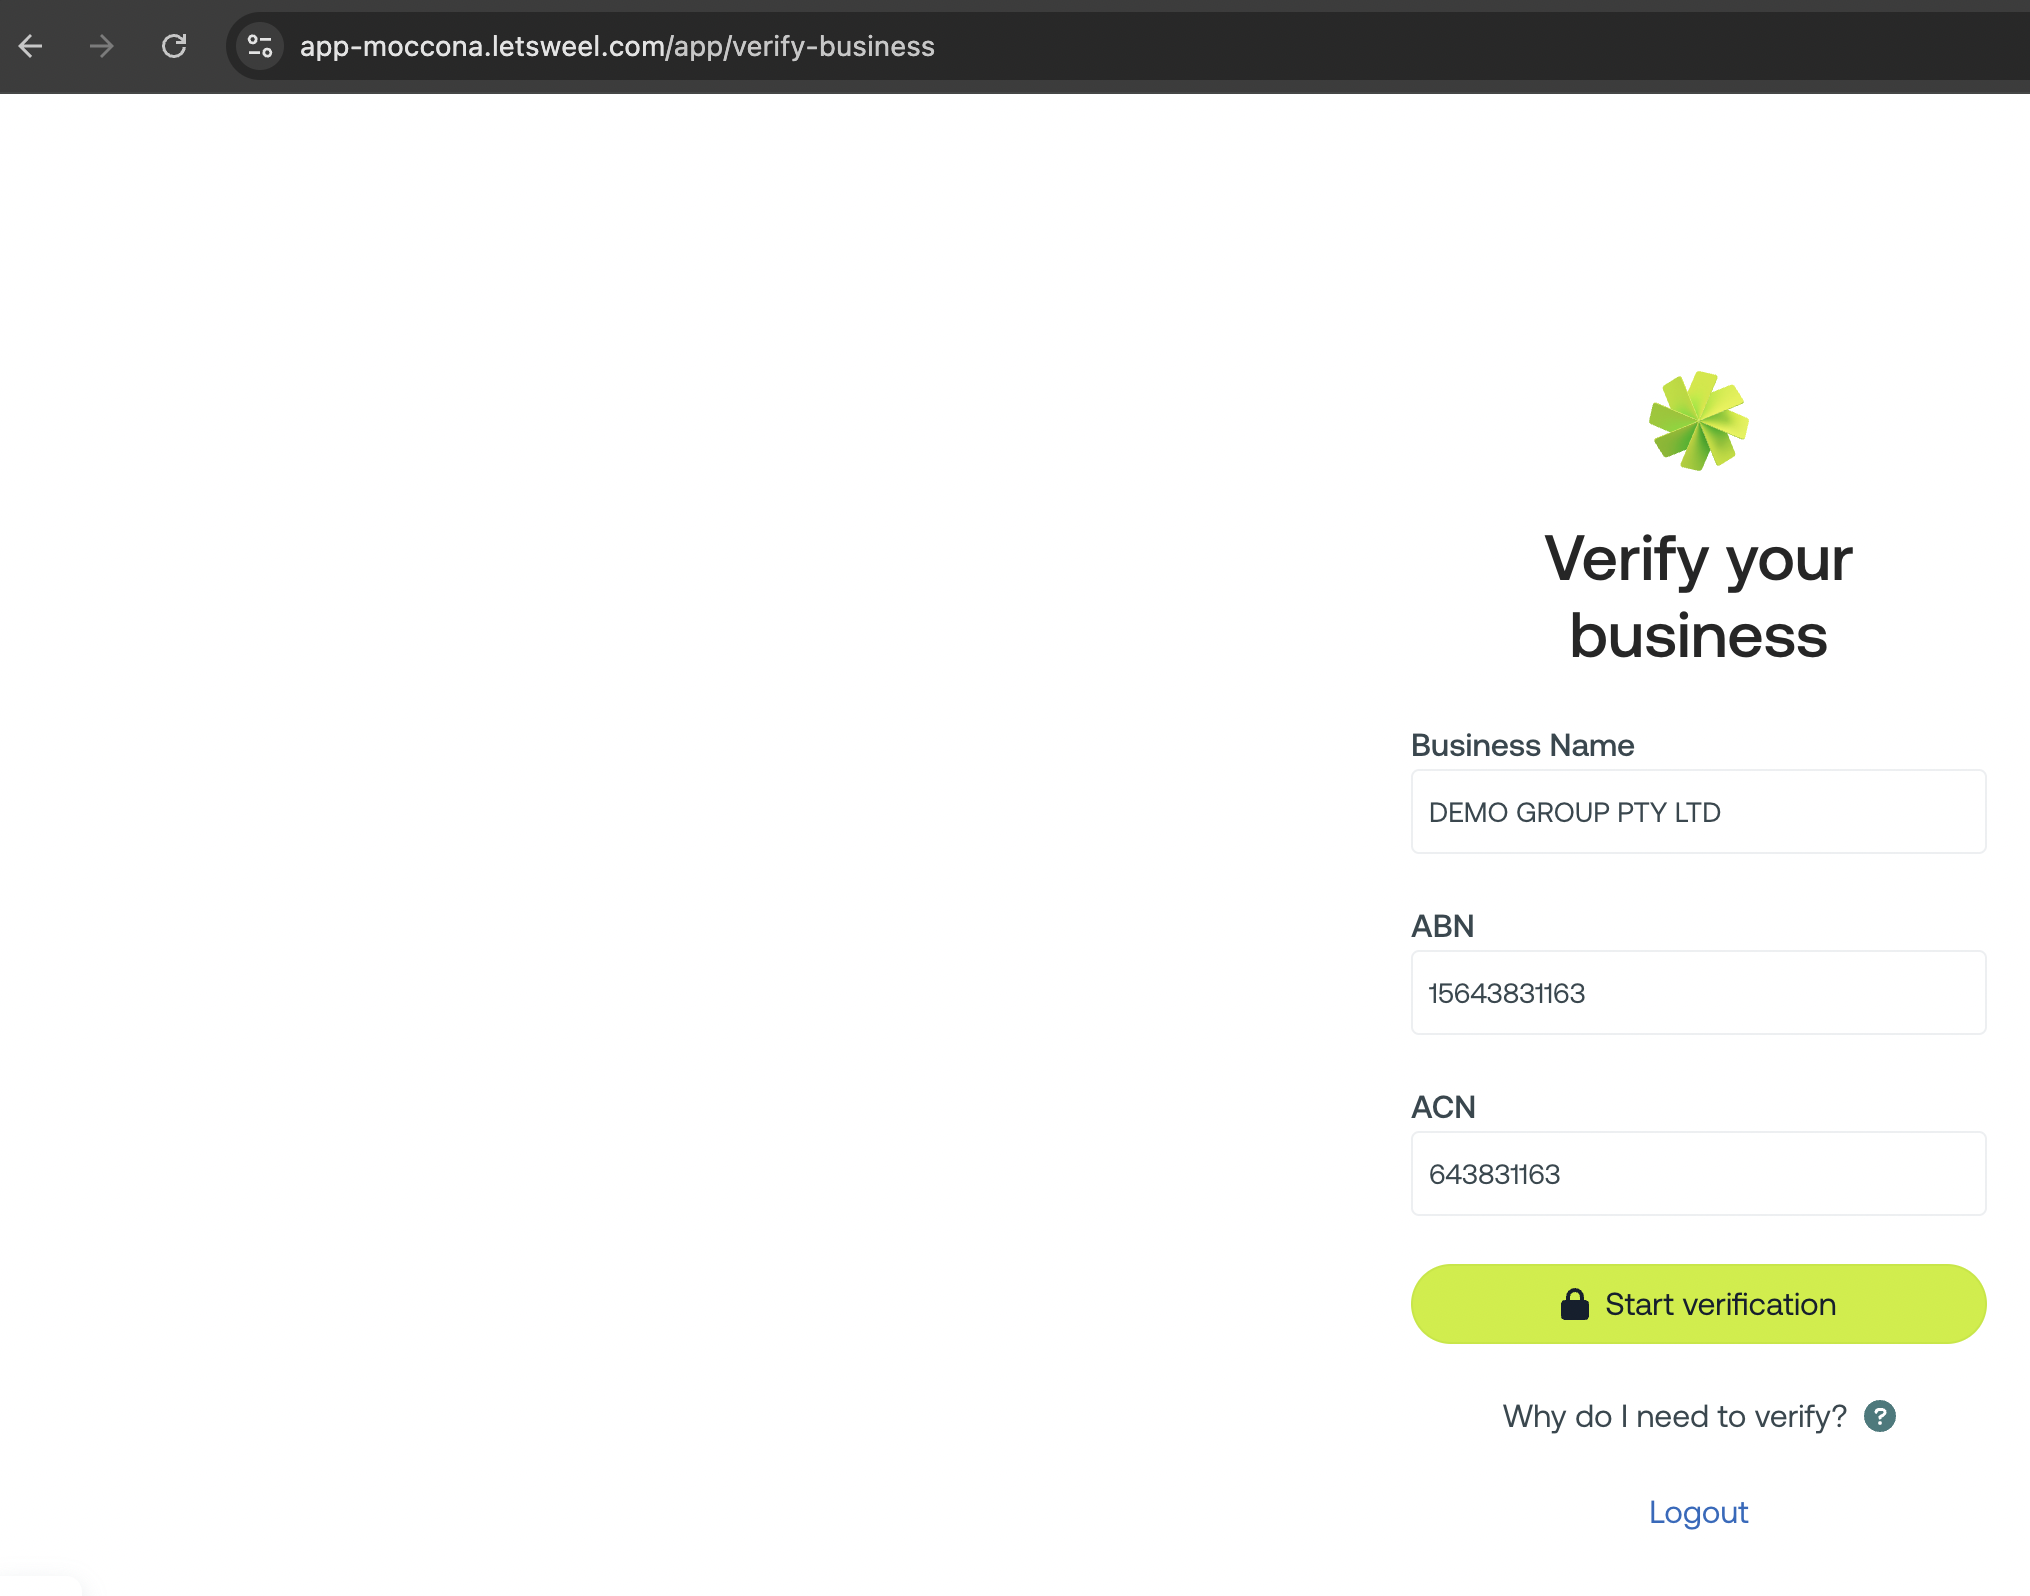 app-moccona.letsweel.com/app/verify-business
Verify your
business
Business Name
DEMO GROUP PTY LTD
ABN
15643831163
ACN
643831163
Start verification
Why do I need to verify? ?
Logout